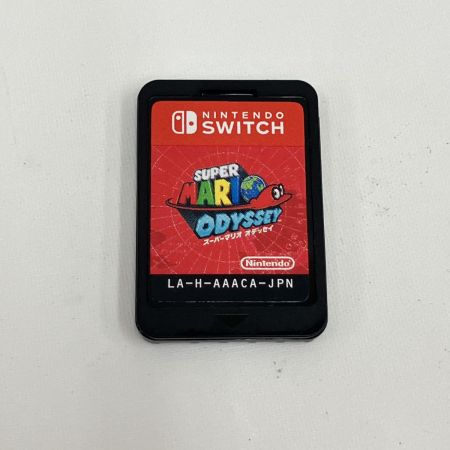 NINTENDO
SWITCH
SUPER
MARIO
ODYSSEY
スーパーマリオ オデッセイ
Nintendo
LA-H-AAACA-JPN